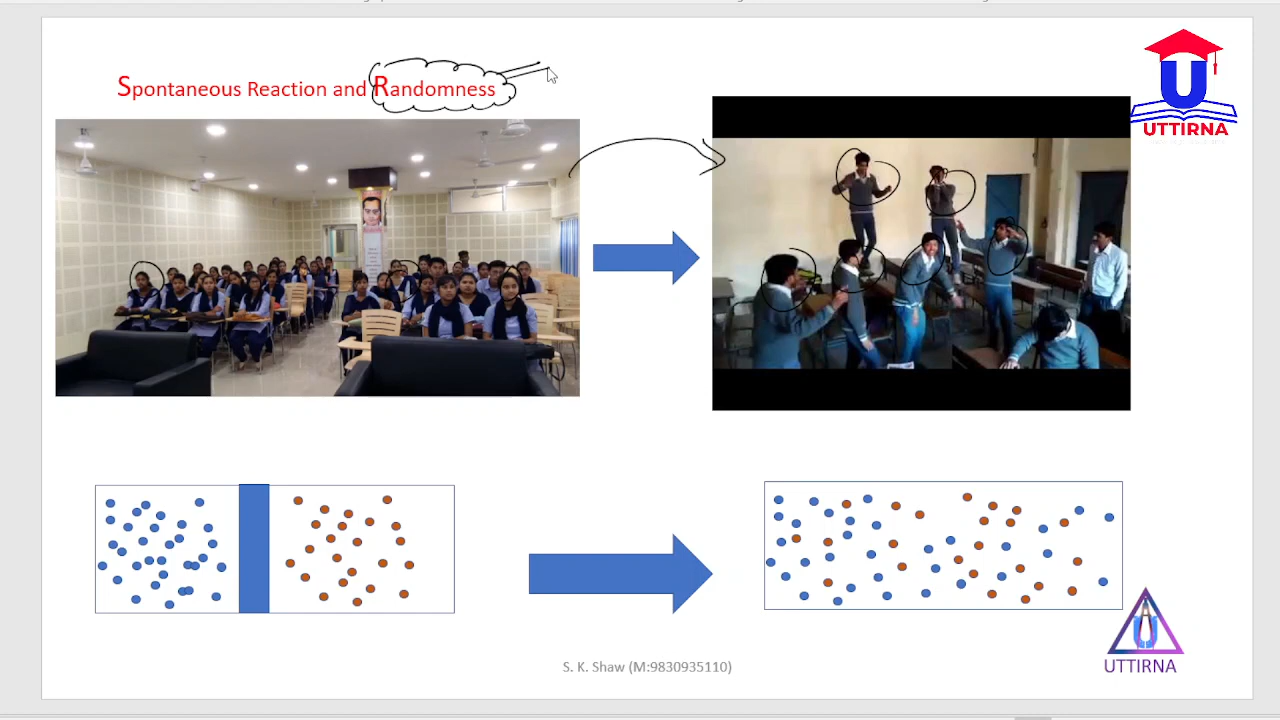 Spontaneous Reaction and Randomness
U
UTTIRNA
S. K. Shaw (M:9830935110)
U
UTTIRNA